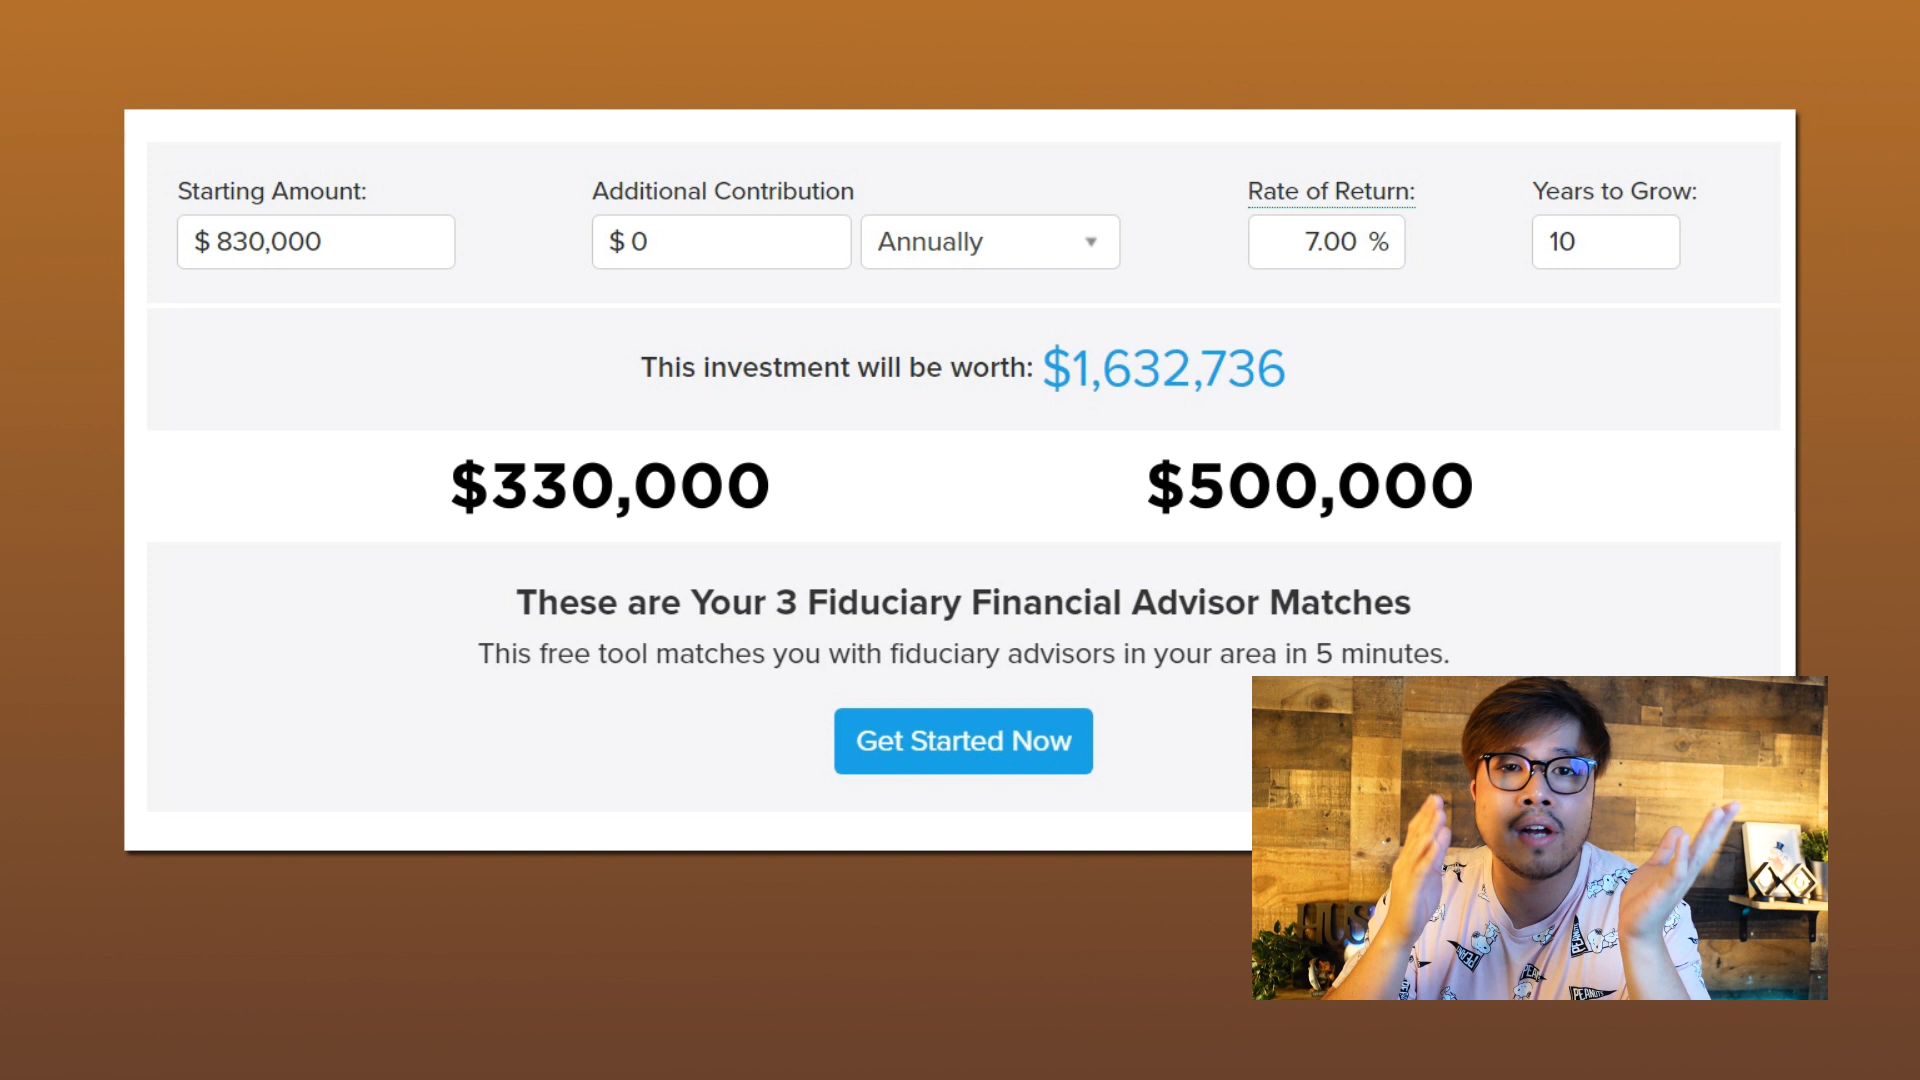 Starting Amount:
Additional Contribution
Rate of Return:
Years to Grow:
$ 830,000
$ 0
Annually
7.00 %
10
This investment will be worth: $1,632,736
$330,000
$500,000
These are Your 3 Fiduciary Financial Advisor Matches
This free tool matches you with fiduciary advisors in your area in 5 minutes.
Get Started Now
PEANUTS